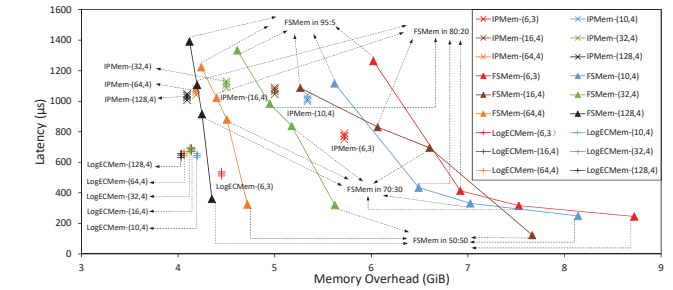 1600
1400
1200
1000
800
600
400
200
0
Latency (μs)
3
4
5
6
7
8
9
Memory Overhead (GiB)
FSMem in 95:5
FSMem in 80:20
IPMem-(32,4)
IPMem-(64,4)
IPMem-(128,4)
IPMem-(16,4)
IPMem-(10,4)
IPMem-(6,3)
LogECMem-(128,4)
LogECMem-(64,4)
LogECMem-(32,4)
LogECMem-(16,4)
LogECMem-(10,4)
LogECMem-(6,3)
FSMem in 70:30
FSMem in 50:50
IPMem-(6,3)
IPMem-(10,4)
IPMem-(16,4)
IPMem-(32,4)
IPMem-(64,4)
IPMem-(128,4)
FSMem-(6,3)
FSMem-(10,4)
FSMem-(16,4)
FSMem-(32,4)
FSMem-(64,4)
FSMem-(128,4)
LogECMem-(6,3）
LogECMem-(10,4)
LogECMem-(16,4)
LogECMem-(32,4)
LogECMem-(64,4)
LogECMem-(128,4)